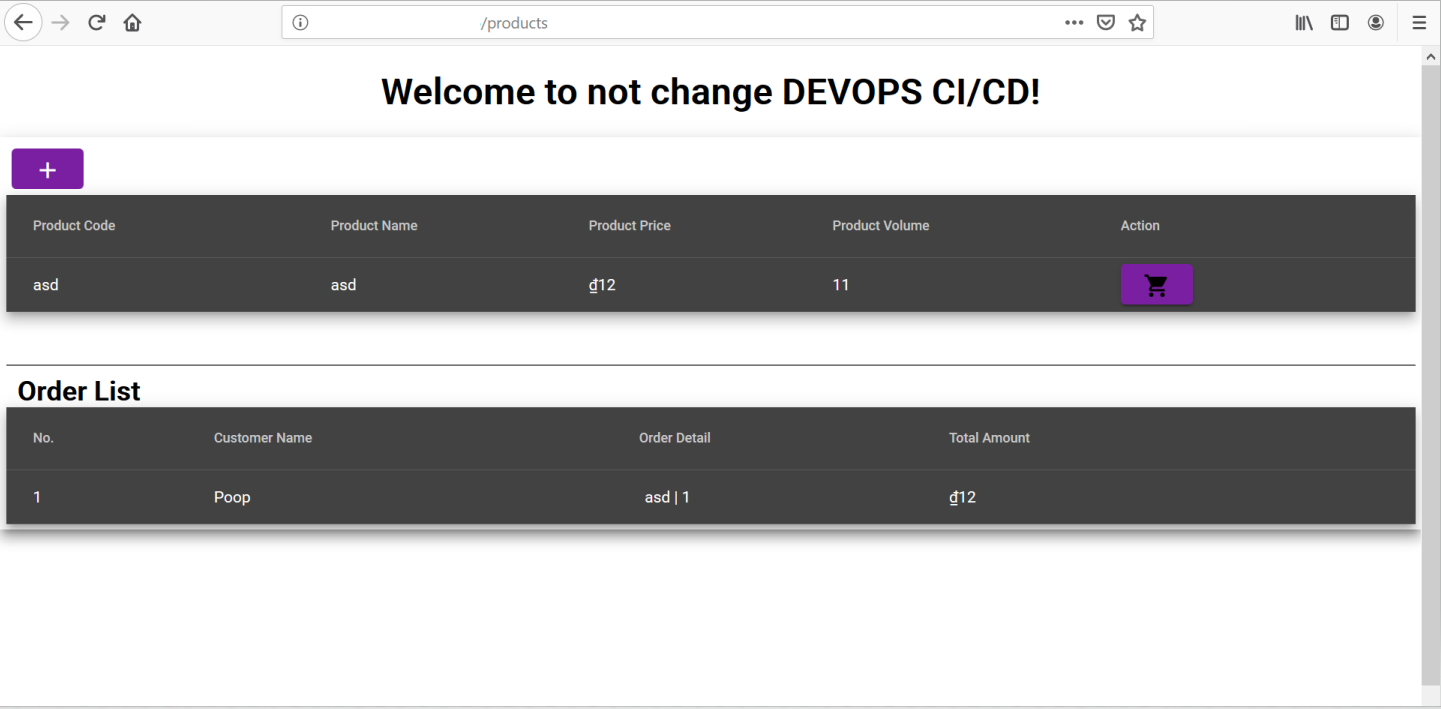 /products
Welcome to not change DEVOPS CI/CD!
+
Product Code Product Name Product Price Product Volume Action
asd asd ₫12 11
Order List
No. Customer Name Order Detail Total Amount
1 Poop asd | 1 ₫12